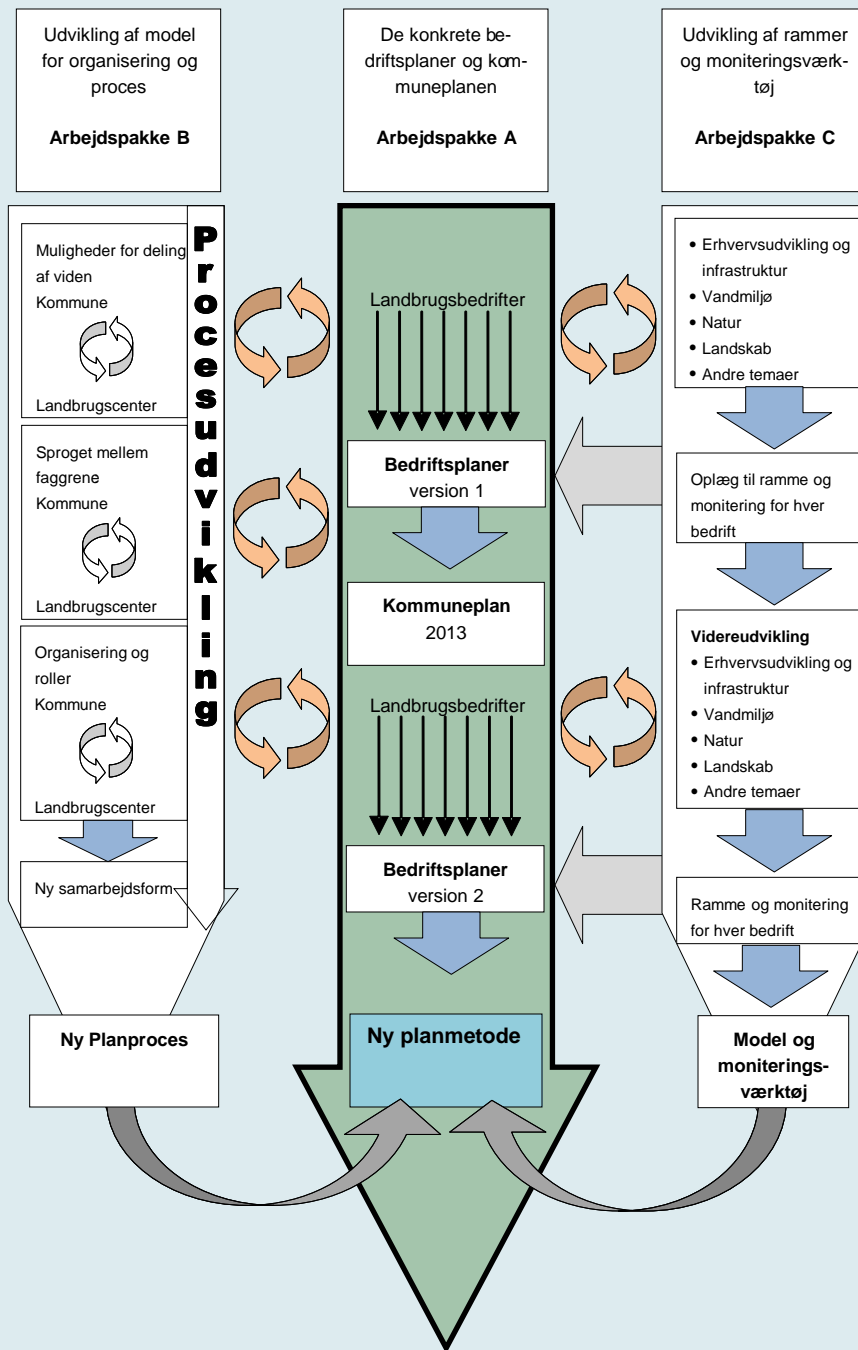 Udvikling af model
for organisering og
proces
Arbejdspakke B
De konkrete be-
driftsplaner og kom-
muneplanen
Arbejdspakke A
Udvikling af rammer
og moniteringsværk-
tøj
Arbejdspakke C
Muligheder for deling
af viden
Kommune
Landbrugscenter
Sproget mellem
faggrene
Kommune
Landbrugscenter
Organisering og
roller
Kommune
Landbrugscenter
Ny samarbejdsform
Procesudvikling
Ny Planproces
Landbrugsbedrifter
Bedriftsplaner
version 1
Kommuneplan
2013
Landbrugsbedrifter
Bedriftsplaner
version 2
Ny planmetode
• Erhvervsudvikling og
infrastruktur
• Vandmiljø
• Natur
• Landskab
• Andre temaer
Oplæg til ramme og
monitering for hver
bedrift
Videreudvikling
• Erhvervsudvikling og
infrastruktur
• Vandmiljø
• Natur
• Landskab
• Andre temaer
Ramme og monitering
for hver bedrift
Model og
moniterings-
værktøj